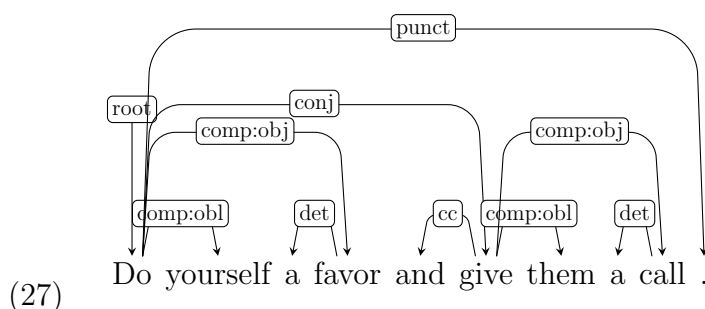 punct
root conj
comp:obj comp:obj
comp:obl det cc comp:obl det
(27) Do yourself a favor and give them a call .